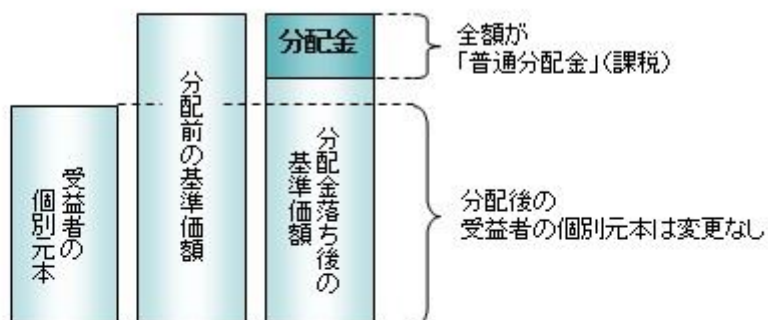 受益者の
個別元本
分配前の基準価額
分配金
分配金落ち後の
基準価額
全額が
「普通分配金」(課税)
分配後の
受益者の個別元本は変更なし